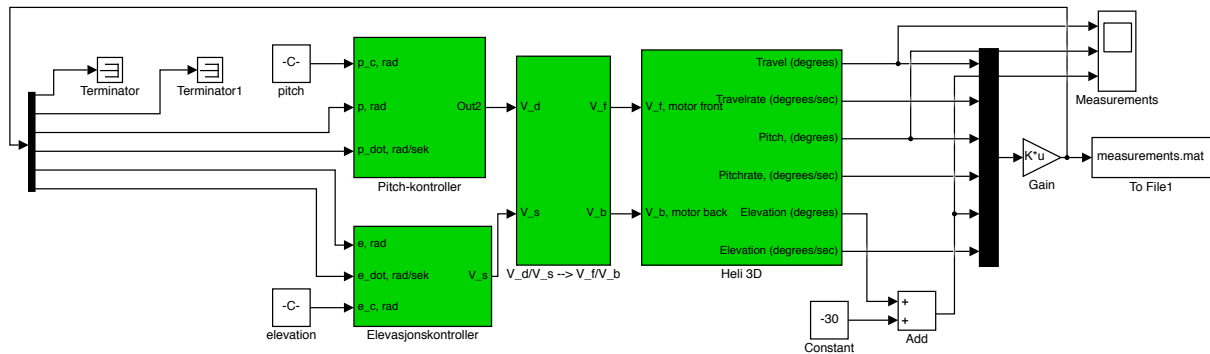 Terminator
Terminator1
-C-
pitch
p_c, rad
p, rad
p_dot, rad/sek
Out2
Pitch-kontroller
e, rad
e_dot, rad/sek
e_c, rad
V_s
Elevasjonskontroller
-C-
elevation
V_d
V_s
V_f
V_b
V_d/V_s --> V_f/V_b
V_f, motor front
V_b, motor back
Travel (degrees)
Travelrate (degrees/sec)
Pitch, (degrees)
Pitchrate, (degrees/sec)
Elevation (degrees)
Elevation (degrees/sec)
Heli 3D
-30
Constant
+
+
Add
K*u
Gain
Measurements
measurements.mat
To File1